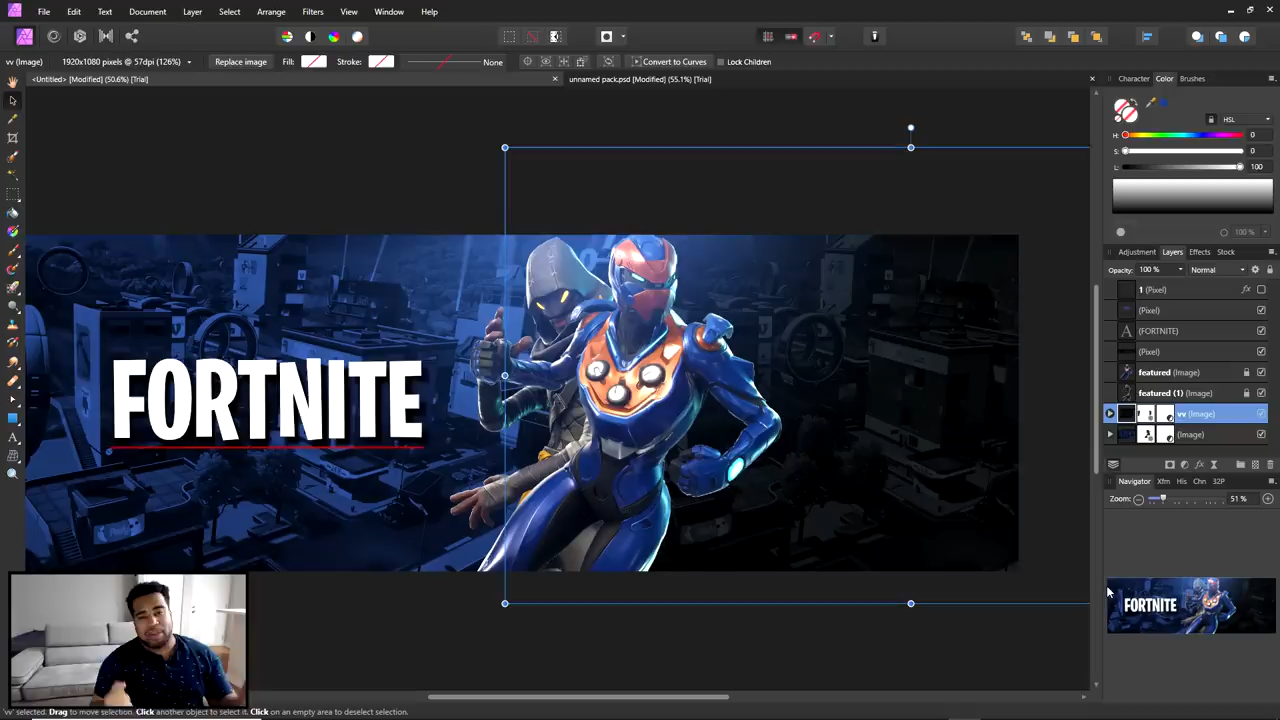 File Edit Text Document Layer Select Arrange Filters View Window Help
vv (Image) 1920x1080 pixels @ 57dpi (126%) Replace image Fill: Stroke: None Convert to Curves Lock Children
<Untitled> [Modified] (50.6%) [Trial] × unnamed pack.psd [Modified] (55.1%) [Trial] ×
Character Color Brushes
HSL
H: 0
S: 0
L: 100
100 %
Adjustment Layers Effects Stock
Opacity: 100 % Normal
1 (Pixel) fx
(Pixel)
A (FORTNITE)
(Pixel)
featured (Image)
featured (1) (Image)
vv (Image)
(Image)
fx
Navigator Xfm His Chn 32P
Zoom: 51 %
FORTNITE
FORTNITE
'vv' selected. Drag to move selection. Click another object to select it. Click on an empty area to deselect selection.